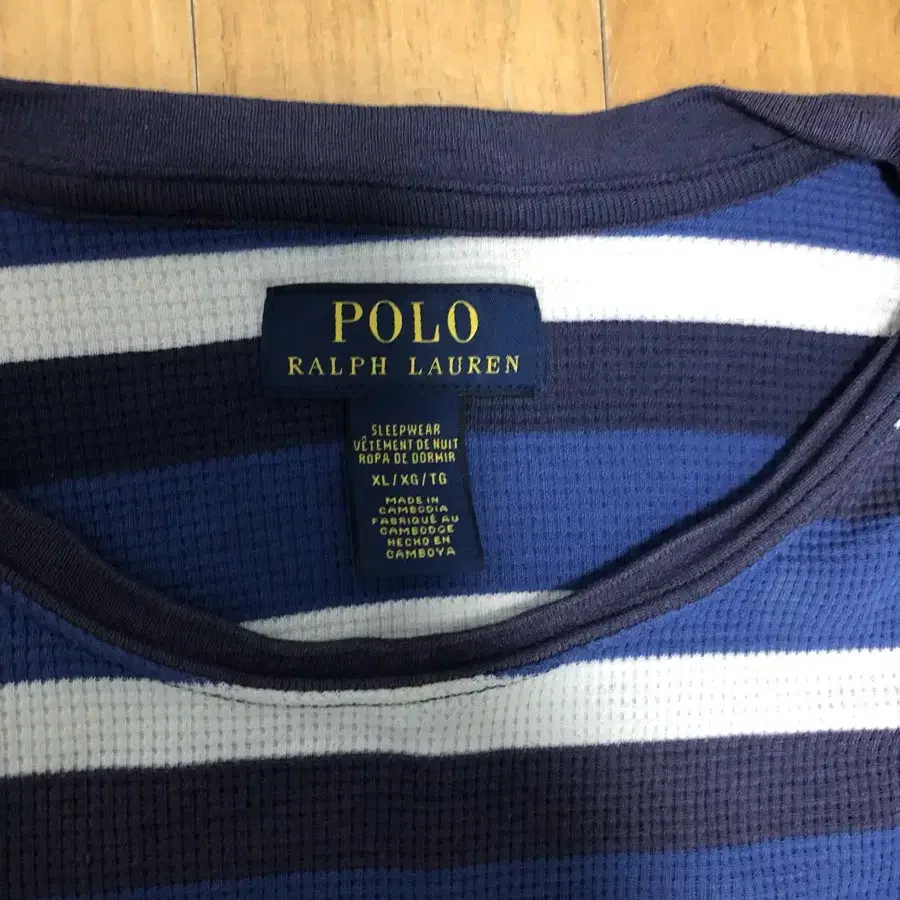 POLO
RALPH LAUREN
SLEEPWEAR
VÊTEMENT DE NUIT
ROPA DE DORMIR
XL/XG/TG
MADE IN
CAMBODIA
FABRIQUÉ AU
CAMBODGE
HECHO EN
CAMBOYA